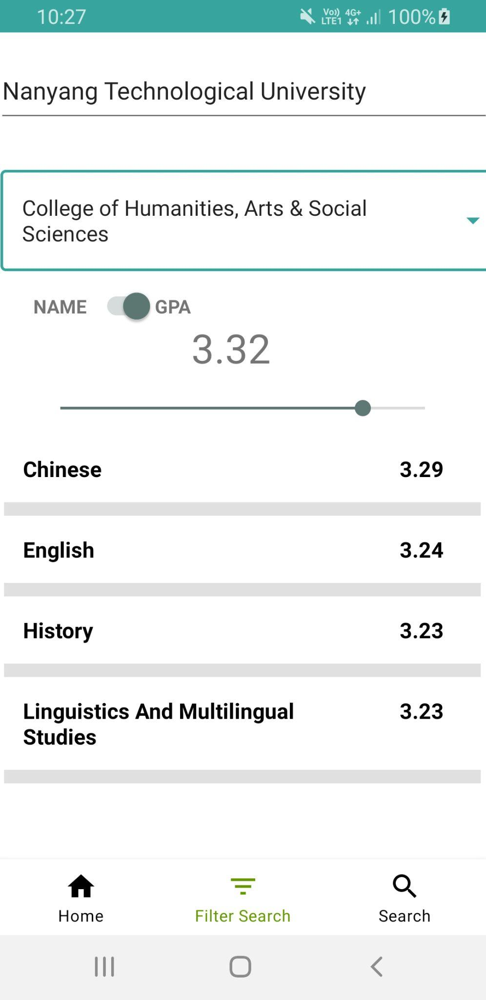 10:27
Vo)) LTE1 4G+ 100%
Nanyang Technological University
College of Humanities, Arts & Social
Sciences
NAME GPA
3.32
Chinese 3.29
English 3.24
History 3.23
Linguistics And Multilingual 3.23
Studies
Home Filter Search Search